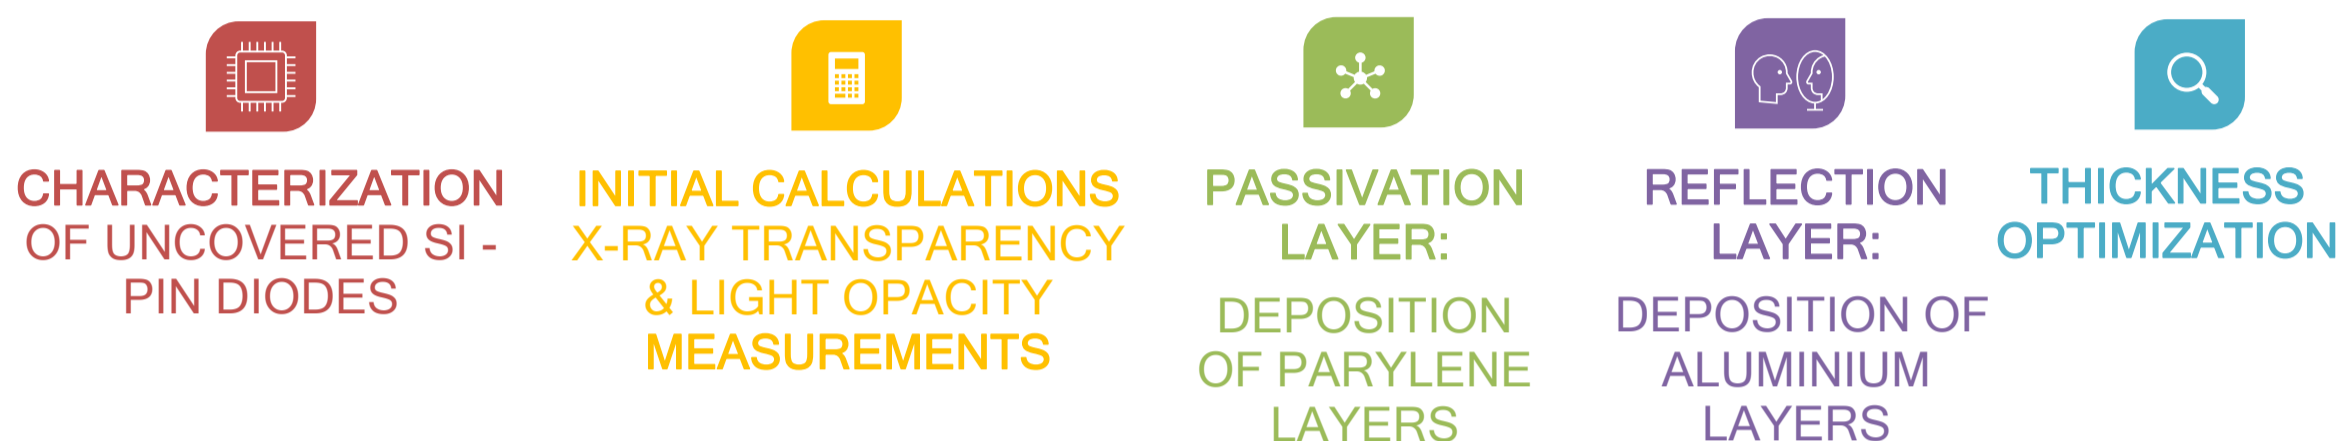 CHARACTERIZATION
OF UNCOVERED SI -
PIN DIODES
INITIAL CALCULATIONS
X-RAY TRANSPARENCY
& LIGHT OPACITY
MEASUREMENTS
PASSIVATION
LAYER:
DEPOSITION
OF PARYLENE
LAYERS
REFLECTION
LAYER:
DEPOSITION OF
ALUMINIUM
LAYERS
THICKNESS
OPTIMIZATION